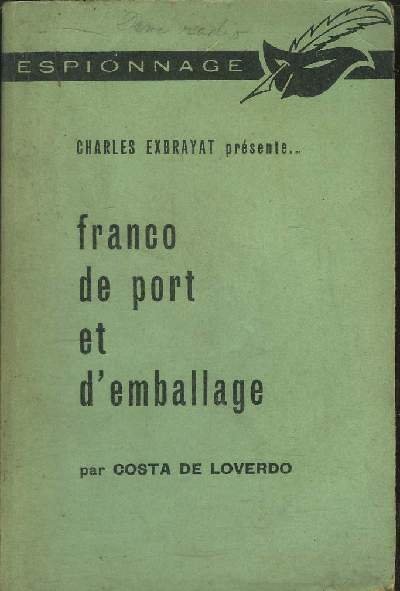 ESPIONNAGE
CHARLES EXBRAYAT présente...
franco
de port
et
d'emballage
par COSTA DE LOVERDO